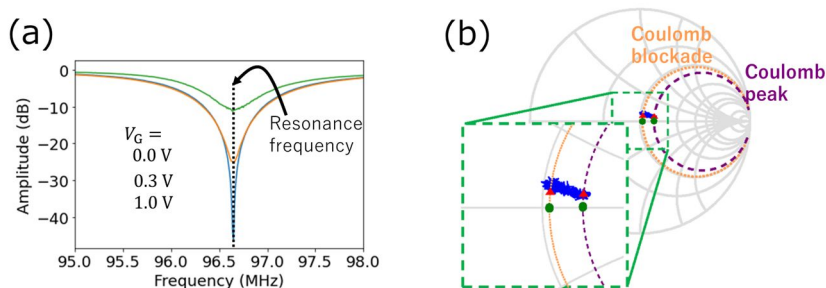 (a)
0
−10
−20
−30
−40
Amplitude (dB)
V_G =
0.0 V
0.3 V
1.0 V
Resonance
frequency
95.0 95.5 96.0 96.5 97.0 97.5 98.0
Frequency (MHz)
(b)
Coulomb
blockade
Coulomb
peak